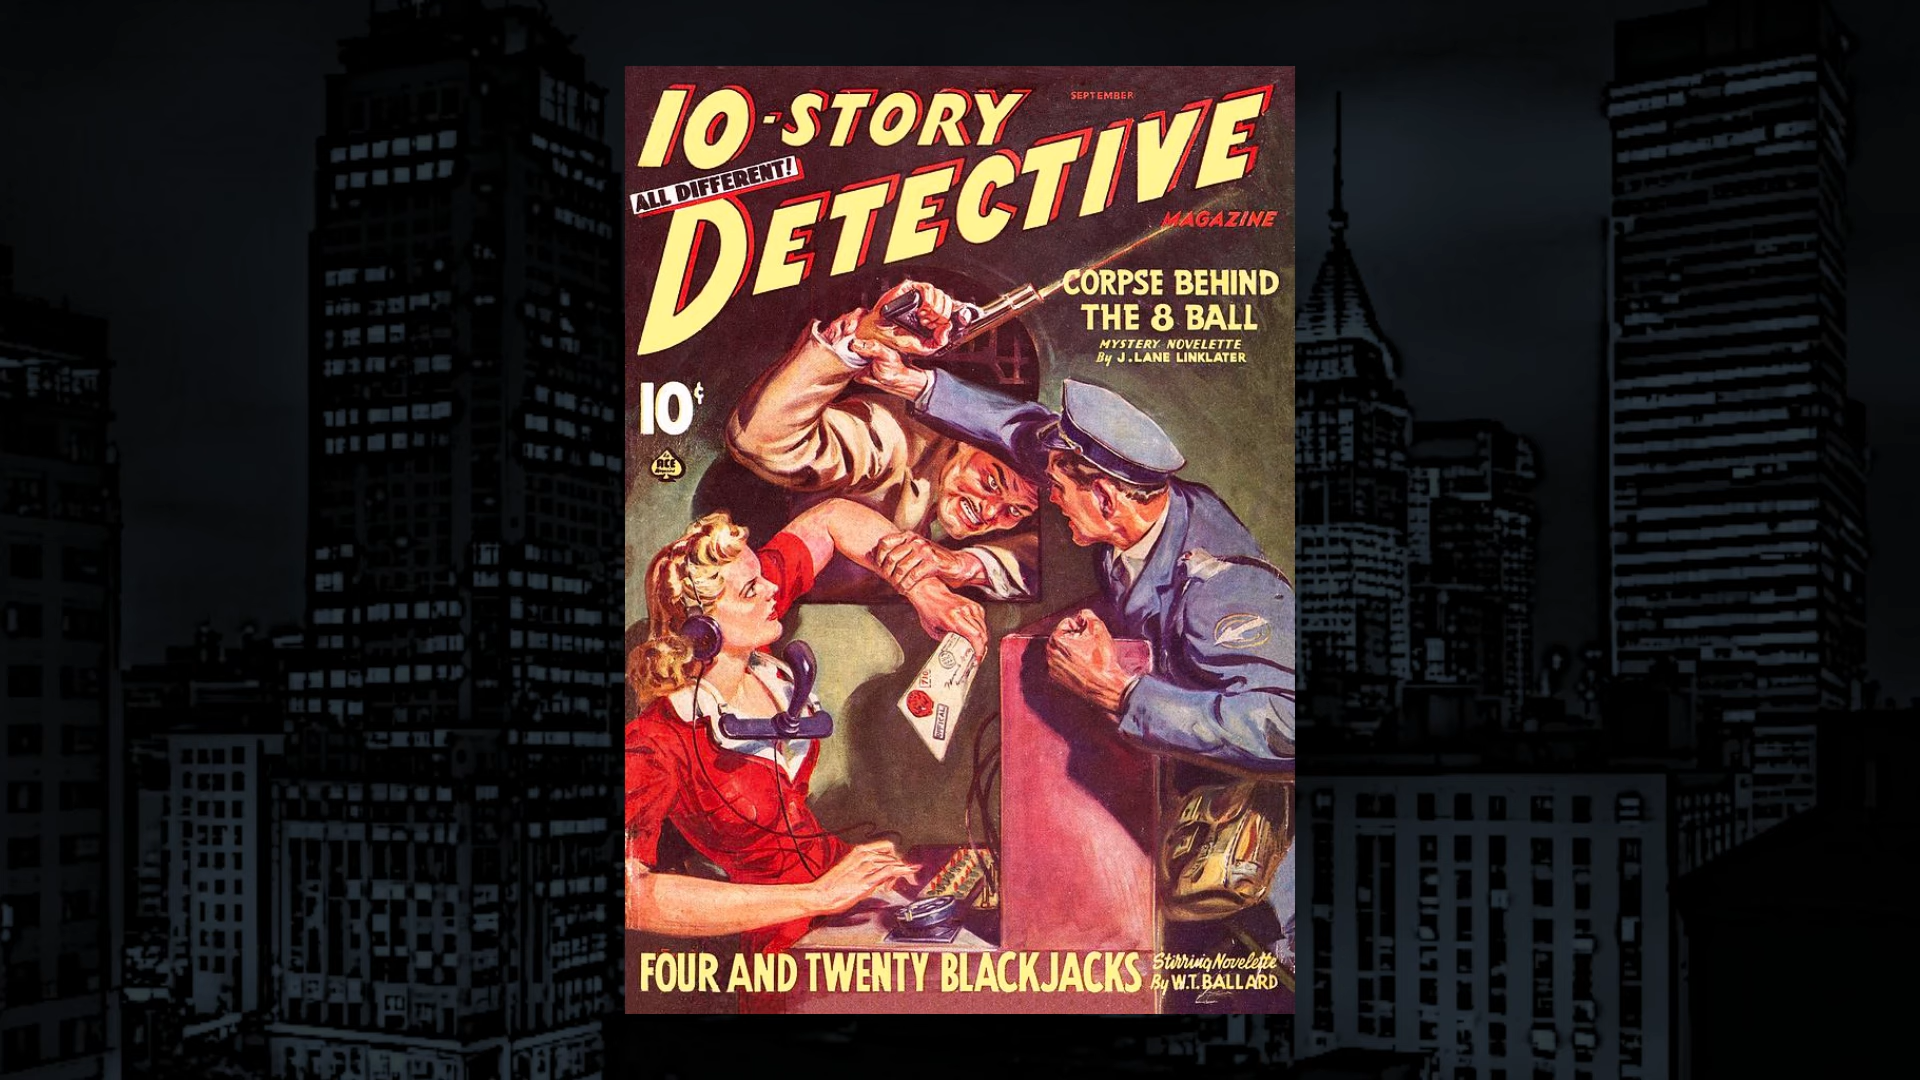 10-STORY
SEPTEMBER
ALL DIFFERENT!
DETECTIVE
MAGAZINE
CORPSE BEHIND
THE 8 BALL
MYSTERY NOVELETTE
By J. LANE LINKLATER
10¢
ACE
FOUR AND TWENTY BLACKJACKS
Stirring Novelette
By W.T. BALLARD